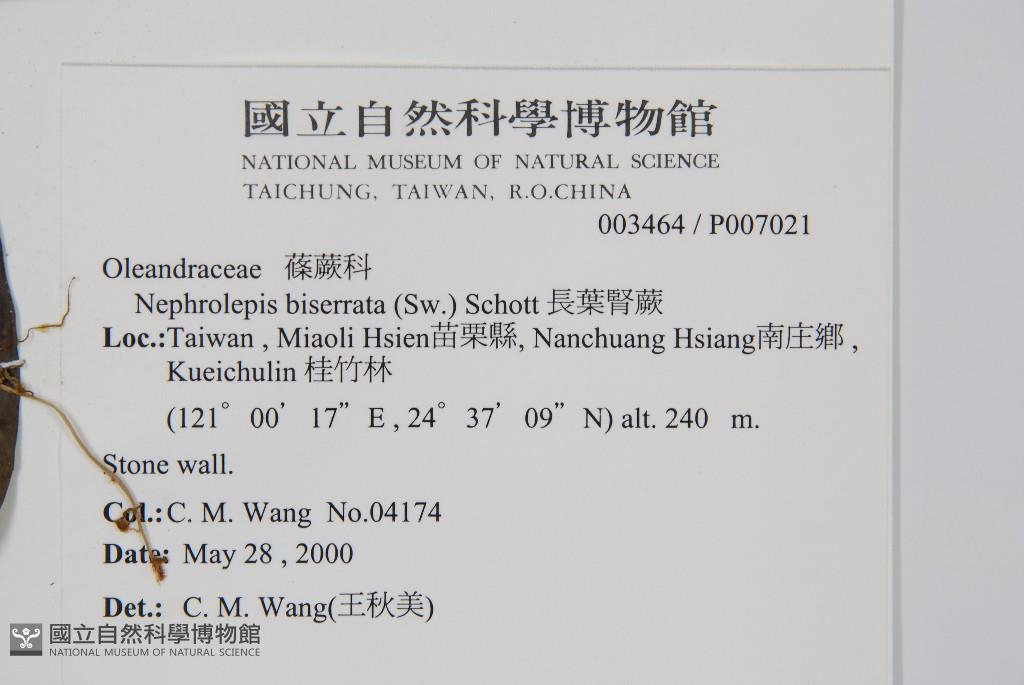 國立自然科學博物館
NATIONAL MUSEUM OF NATURAL SCIENCE
TAICHUNG, TAIWAN, R.O.CHINA
003464 / P007021
Oleandraceae 蓧蕨科
Nephrolepis biserrata (Sw.) Schott 長葉腎蕨
Loc.:Taiwan , Miaoli Hsien苗栗縣, Nanchuang Hsiang南庄鄉 ,
Kueichulin 桂竹林
(121° 00’ 17” E , 24° 37’ 09” N) alt. 240 m.
Stone wall.
Col.: C. M. Wang No.04174
Date: May 28 , 2000
Det.: C. M. Wang(王秋美)
國立自然科學博物館
NATIONAL MUSEUM OF NATURAL SCIENCE